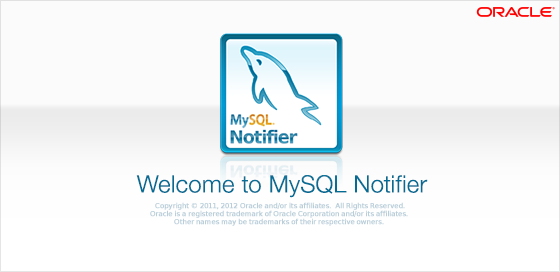 ORACLE®
MySQL®
Notifier
Welcome to MySQL Notifier
Copyright © 2011, 2012 Oracle and/or its affiliates.  All Rights Reserved.
Oracle is a registered trademark of Oracle Corporation and/or its affiliates.
Other names may be trademarks of their respective owners.